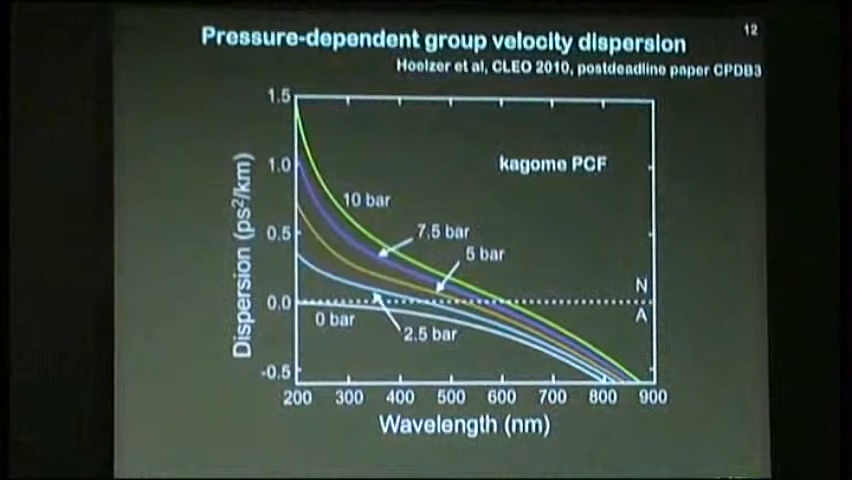 12
Pressure-dependent group velocity dispersion
Hoelzer et al, CLEO 2010, postdeadline paper CPDB3
1.5
1.0
0.5
0.0
-0.5
Dispersion (ps²/km)
kagome PCF
10 bar
7.5 bar
5 bar
N
A
0 bar
2.5 bar
200 300 400 500 600 700 800 900
Wavelength (nm)